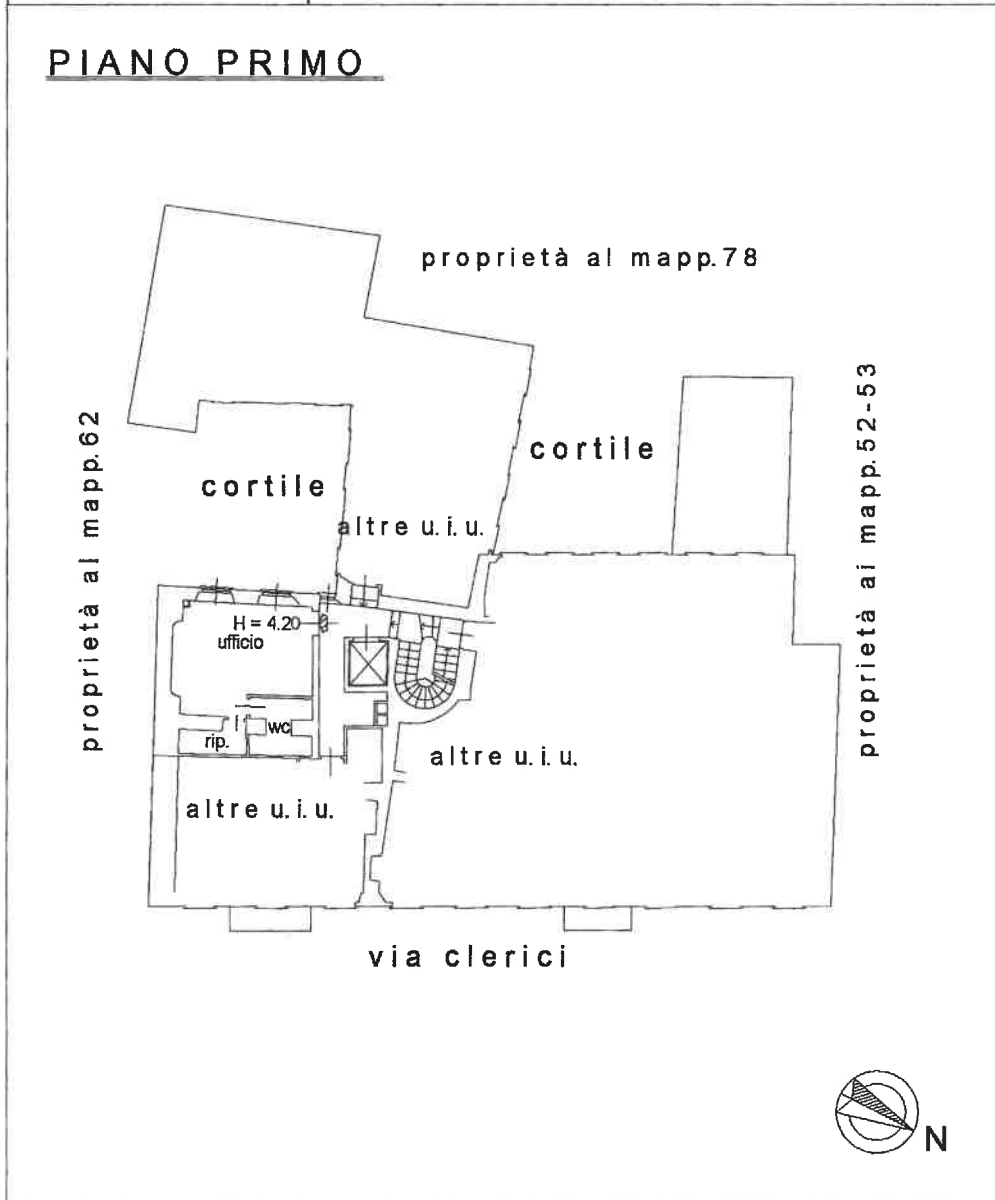 PIANO PRIMO
proprietà al mapp.78
proprietà al mapp.62
cortile
cortile
proprietà ai mapp.52-53
altre u.i.u.
H = 4.20
ufficio
rip.
wc
altre u.i.u.
altre u.i.u.
via clerici
N